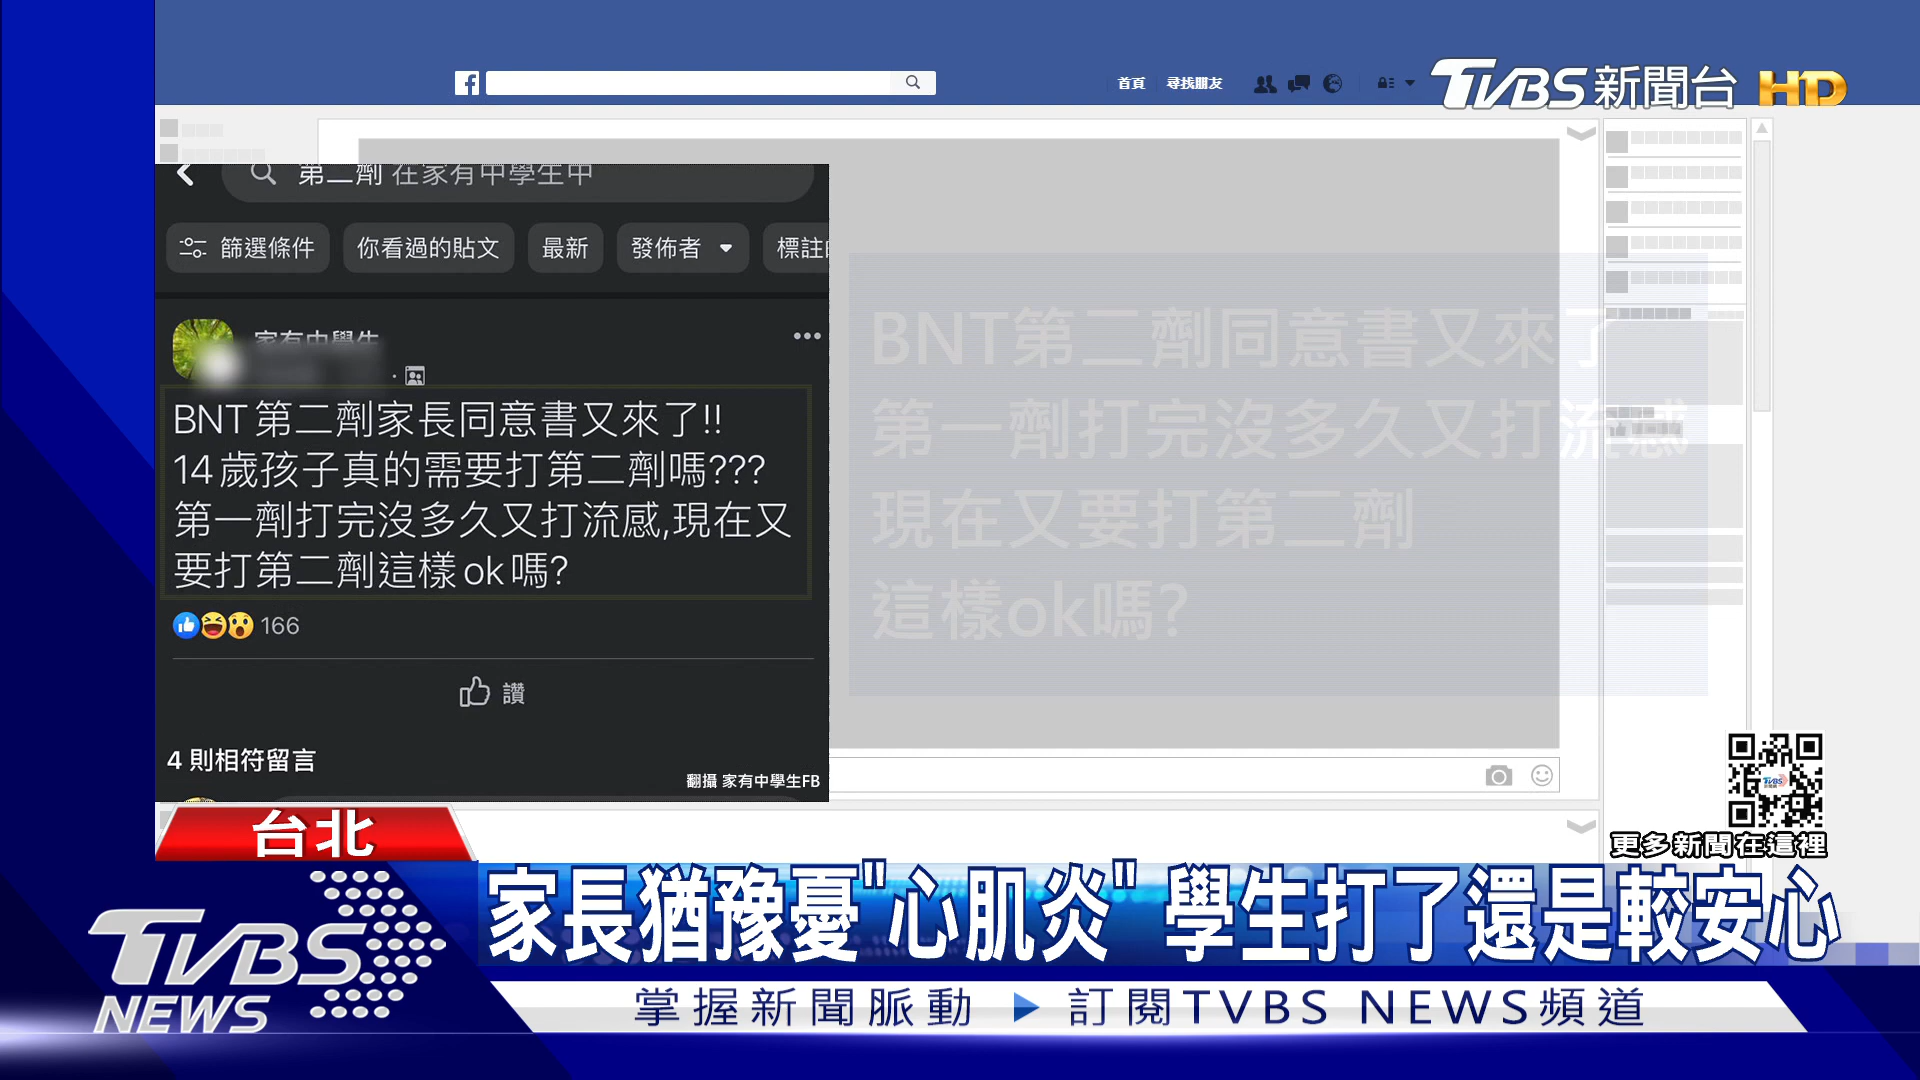 首頁 尋找朋友
TVBS新聞台 HD
第二劑 在家有中學生中
篩選條件 你看過的貼文 最新 發佈者
家有中學生
BNT第二劑家長同意書又來了!!
14歲孩子真的需要打第二劑嗎???
第一劑打完沒多久又打流感,現在又
要打第二劑這樣ok嗎?
166
讚
4 則相符留言
翻攝 家有中學生FB
BNT第二劑同意書又來了
第一劑打完沒多久又打流感
現在又要打第二劑
這樣ok嗎?
TVBS
更多新聞在這裡
台北
家長猶豫憂"心肌炎" 學生打了還是較安心
TVBS
NEWS
掌握新聞脈動 ▶ 訂閱TVBS NEWS頻道